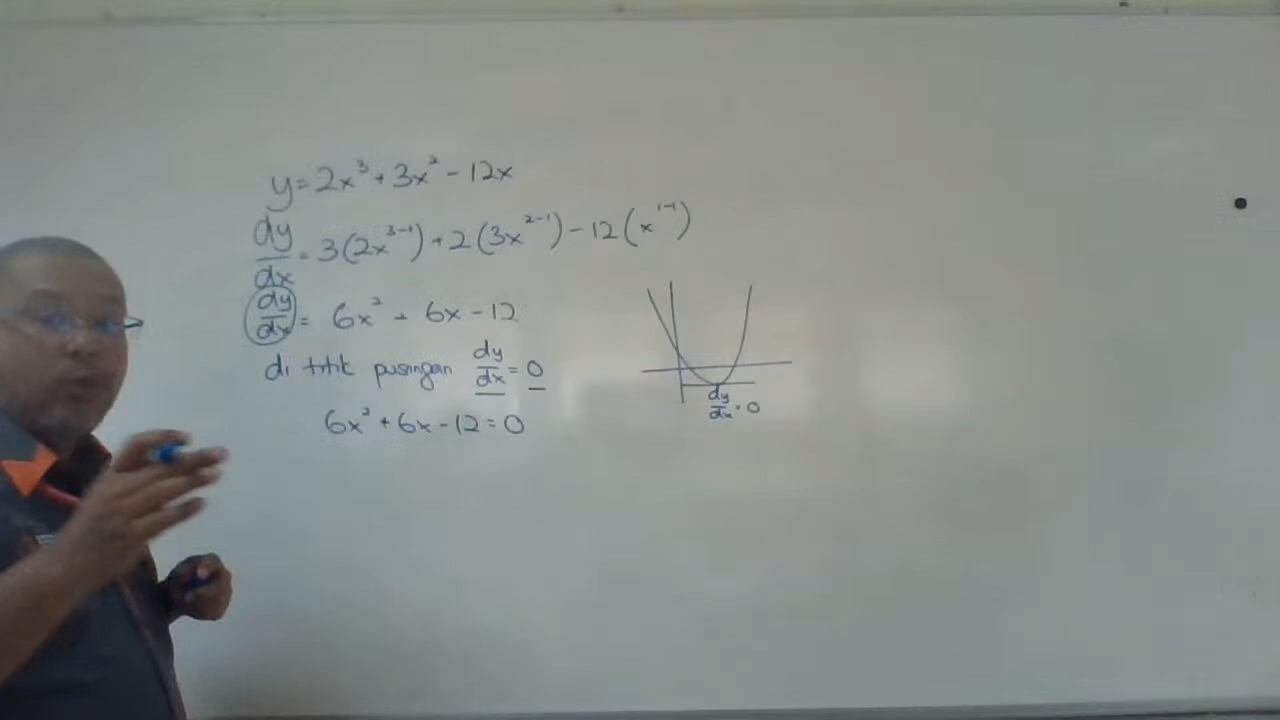 y = 2x³ + 3x² - 12x
dy/dx = 3(2x³⁻¹) + 2(3x²⁻¹) - 12(x¹⁻¹)
dy/dx = 6x² + 6x - 12
di titik pusingan dy/dx = 0
6x² + 6x - 12 = 0
dy/dx = 0